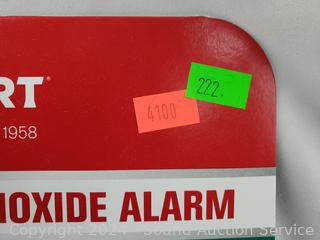 RT®
1958
4100
222.
NOXIDE ALARM
Copyright 2024 - Sound Auction Service